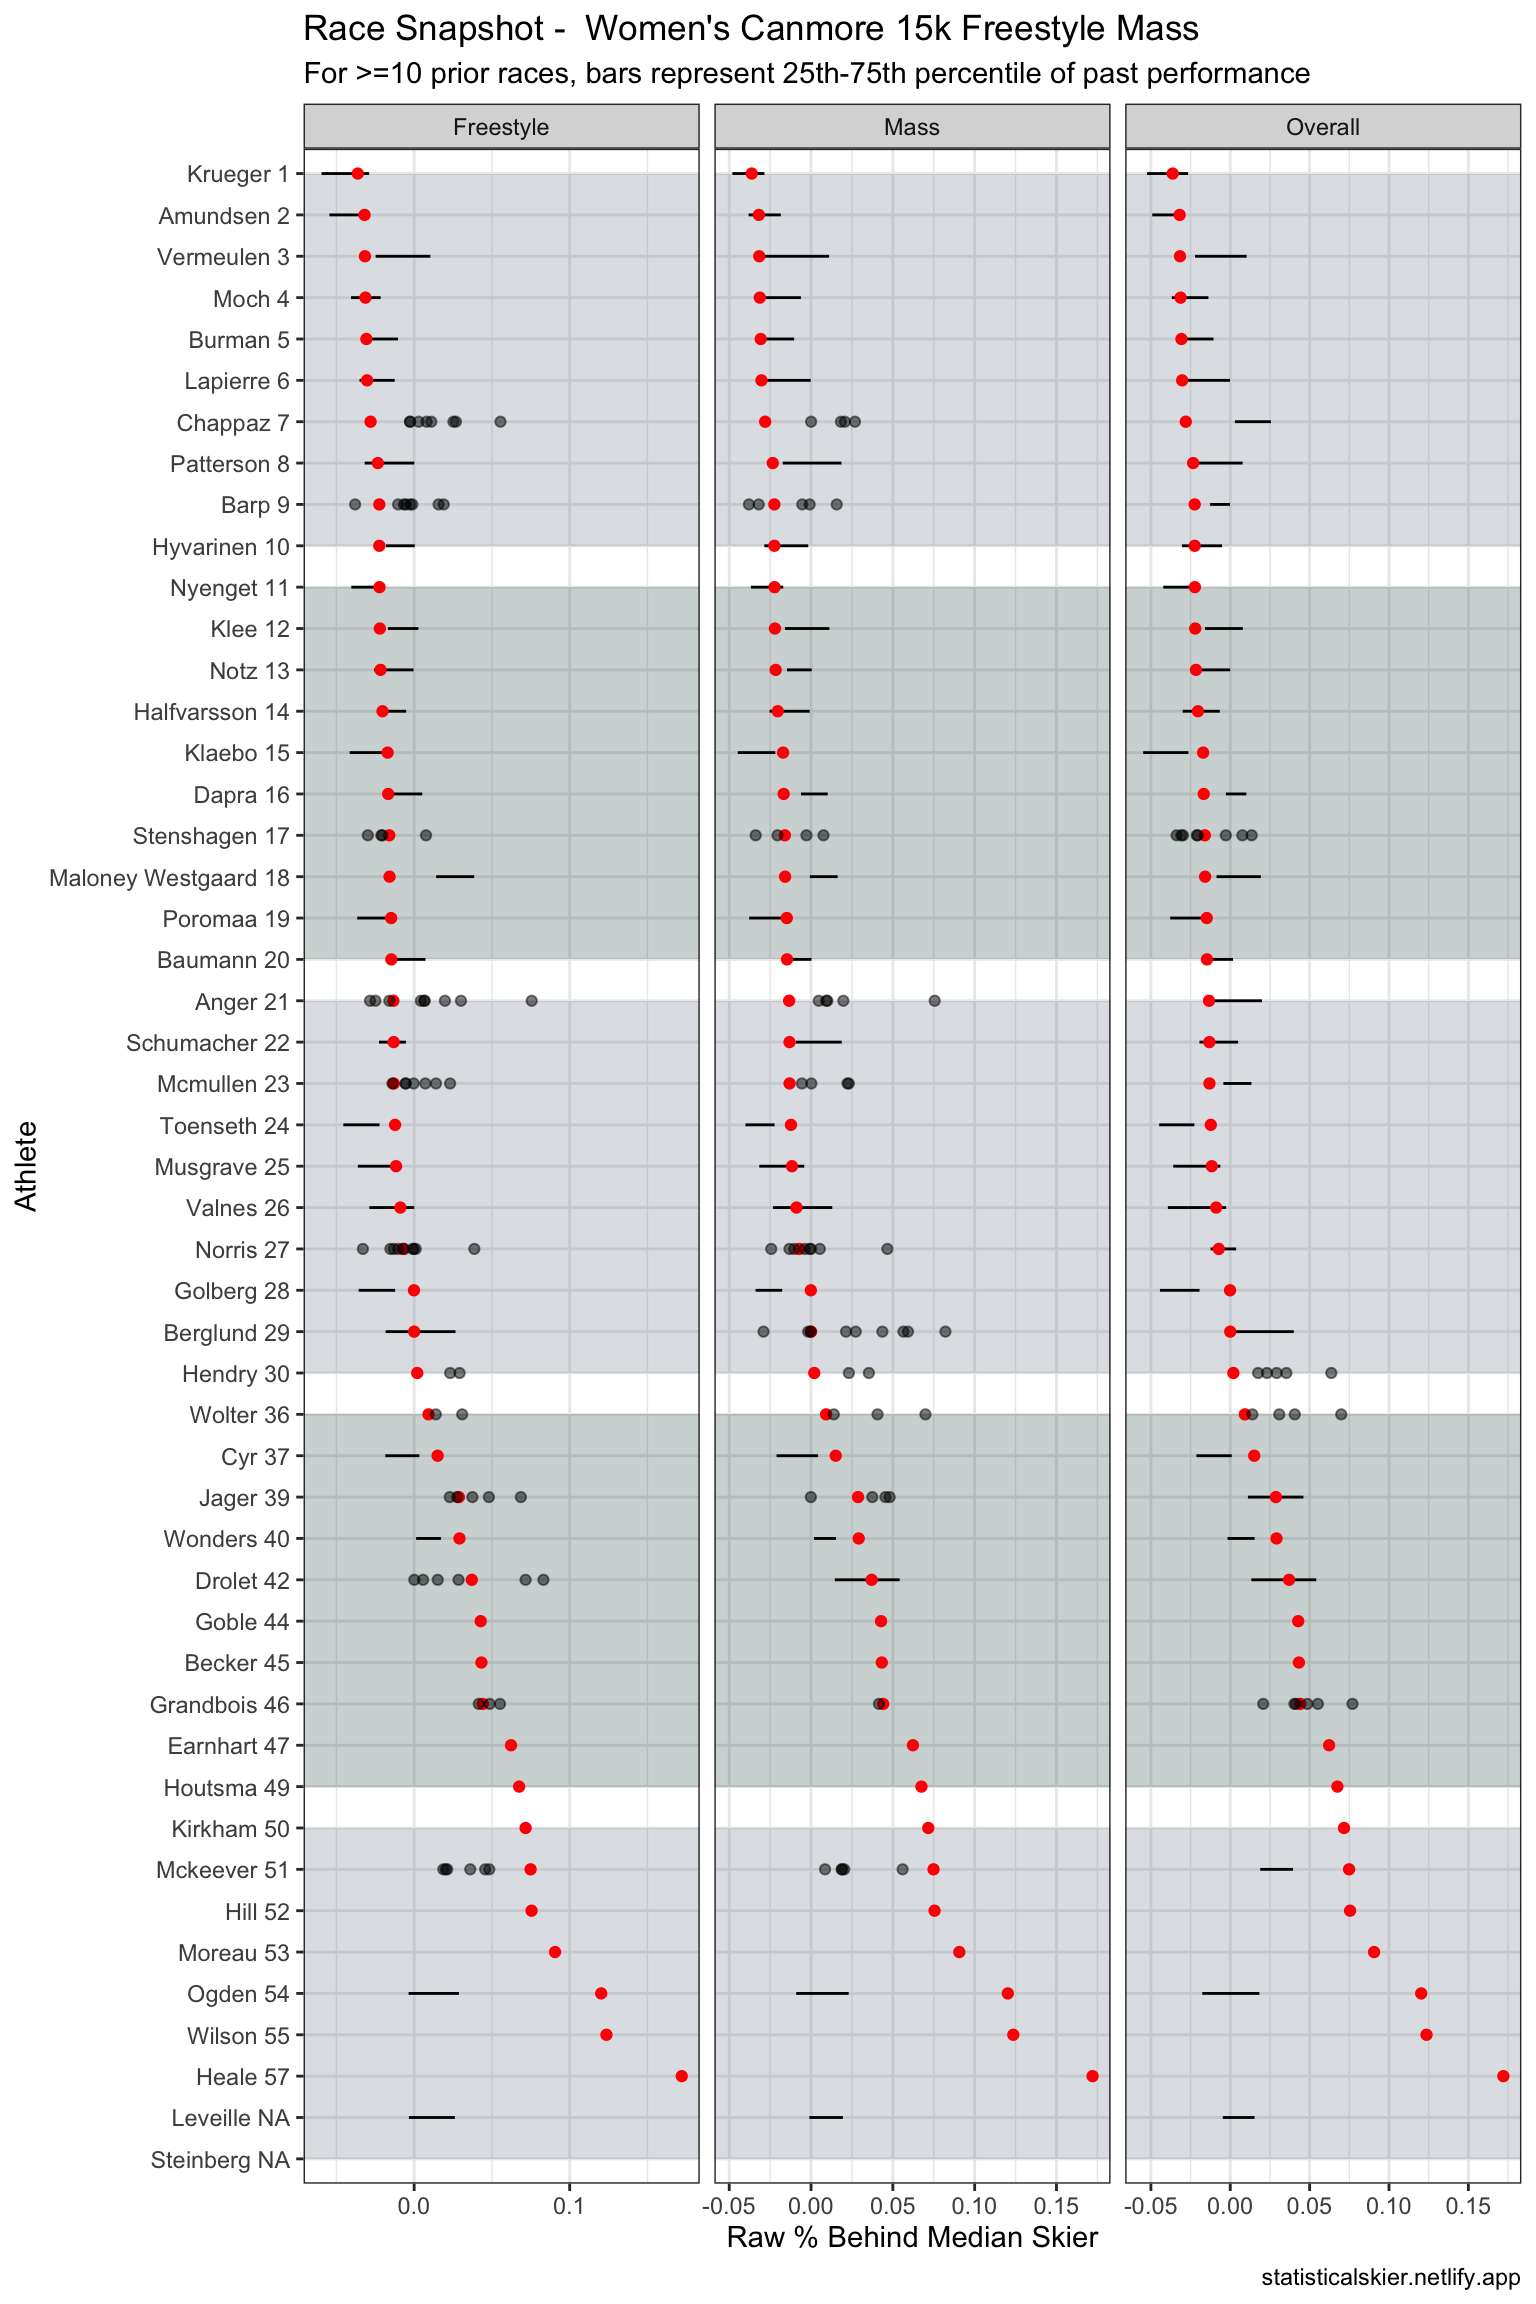 Race Snapshot -  Women's Canmore 15k Freestyle Mass
For >=10 prior races, bars represent 25th-75th percentile of past performance
Freestyle
Mass
Overall
Krueger 1
Amundsen 2
Vermeulen 3
Moch 4
Burman 5
Lapierre 6
Chappaz 7
Patterson 8
Barp 9
Hyvarinen 10
Nyenget 11
Klee 12
Notz 13
Halfvarsson 14
Klaebo 15
Dapra 16
Stenshagen 17
Maloney Westgaard 18
Poromaa 19
Baumann 20
Anger 21
Schumacher 22
Mcmullen 23
Toenseth 24
Musgrave 25
Valnes 26
Norris 27
Golberg 28
Berglund 29
Hendry 30
Wolter 36
Cyr 37
Jager 39
Wonders 40
Drolet 42
Goble 44
Becker 45
Grandbois 46
Earnhart 47
Houtsma 49
Kirkham 50
Mckeever 51
Hill 52
Moreau 53
Ogden 54
Wilson 55
Heale 57
Leveille NA
Steinberg NA
Athlete
0.0 0.1
-0.05 0.00 0.05 0.10 0.15
-0.05 0.00 0.05 0.10 0.15
Raw % Behind Median Skier
statisticalskier.netlify.app